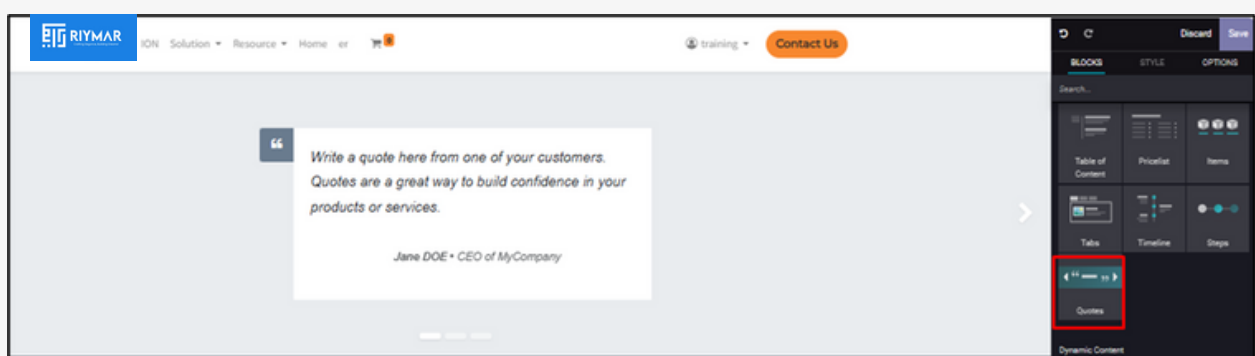 RIYMAR
ION Solution Resource Home er 0 training Contact Us
Discard Save
BLOCKS STYLE OPTIONS
Search...
Table of Content
Pricelist
Items
Tabs
Timeline
Steps
Quotes
Dynamic Content
Write a quote here from one of your customers.
Quotes are a great way to build confidence in your
products or services.
Jane DOE • CEO of MyCompany